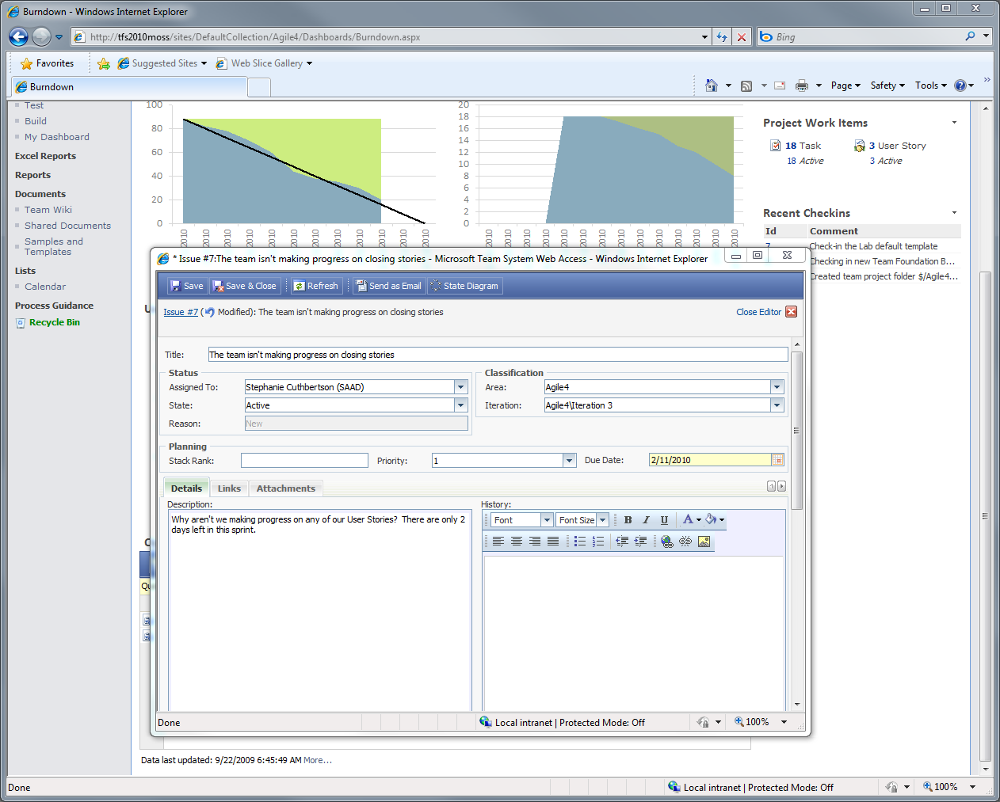 Burndown - Windows Internet Explorer
http://tfs2010moss/sites/DefaultCollection/Agile4/Dashboards/Burndown.aspx
Bing
Favorites
Suggested Sites
Web Slice Gallery
Burndown
Page
Safety
Tools
Test
Build
My Dashboard
Excel Reports
Reports
Documents
Team Wiki
Shared Documents
Samples and
Templates
Lists
Calendar
Process Guidance
Recycle Bin
100
80
60
40
20
0
2010 2010 2010 2010 2010 2010 2010 2010 2010 2010 2010 2010
20
18
16
14
12
10
8
6
4
2
0
2010 2010 2010 2010 2010 2010 2010 2010 2010 2010 2010 2010 2010 2010
Project Work Items
18 Task
18 Active
3 User Story
3 Active
Recent Checkins
Id Comment
7 Check-in the Lab default template
Checking in new Team Foundation B...
Created team project folder $/Agile4...
* Issue #7:The team isn't making progress on closing stories - Microsoft Team System Web Access - Windows Internet Explorer
Save
Save & Close
Refresh
Send as Email
State Diagram
Issue #7 ( Modified): The team isn't making progress on closing stories
Close Editor
Title: The team isn't making progress on closing stories
Status
Assigned To: Stephanie Cuthbertson (SAAD)
State: Active
Reason: New
Classification
Area: Agile4
Iteration: Agile4\Iteration 3
Planning
Stack Rank:
Priority: 1
Due Date: 2/11/2010
Details
Links
Attachments
Description:
Why aren't we making progress on any of our User Stories?  There are only 2
days left in this sprint.
History:
Font
Font Size
B I U A
Done
Local intranet | Protected Mode: Off
100%
Data last updated: 9/22/2009 6:45:49 AM More...
Done
Local intranet | Protected Mode: Off
100%